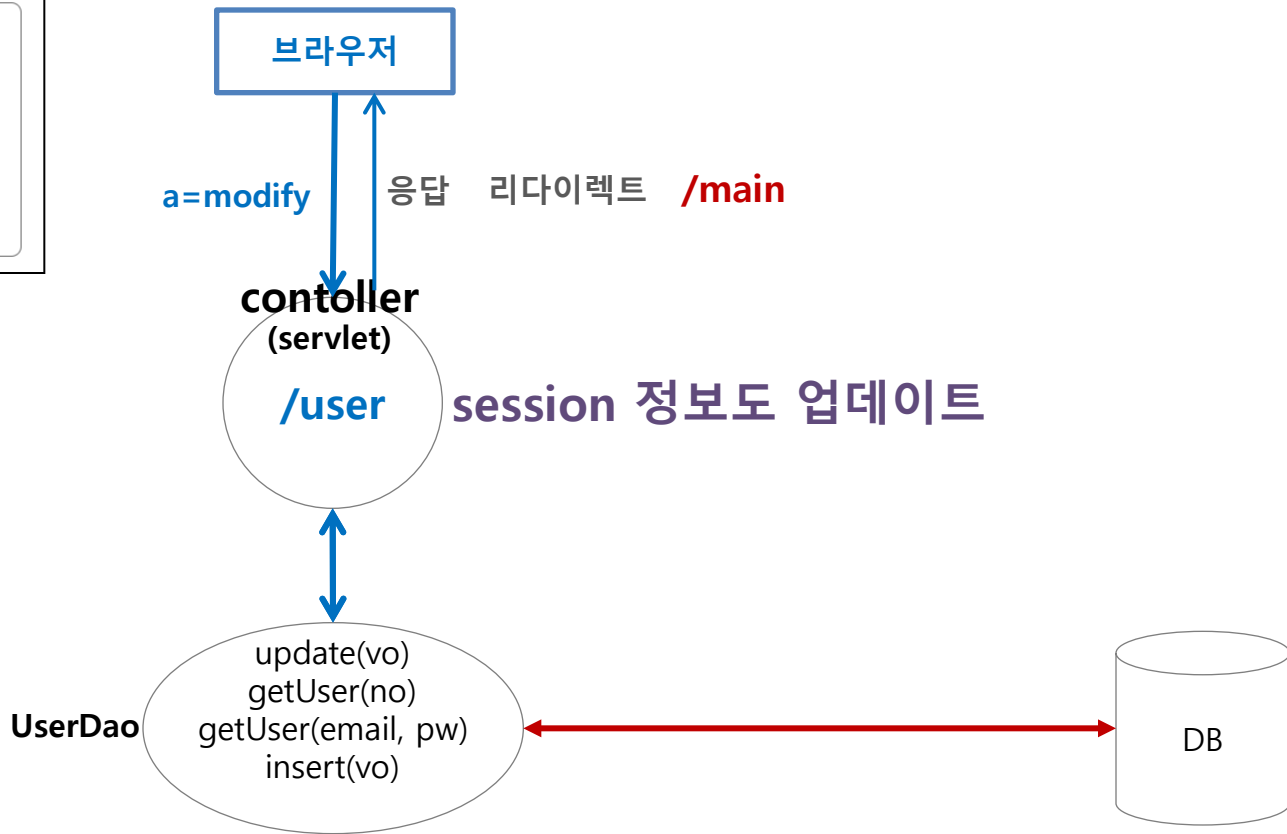 브라우저
a=modify
응답 리다이렉트 /main
contoller
(servlet)
/user
session 정보도 업데이트
update(vo)
getUser(no)
UserDao
getUser(email, pw)
insert(vo)
DB